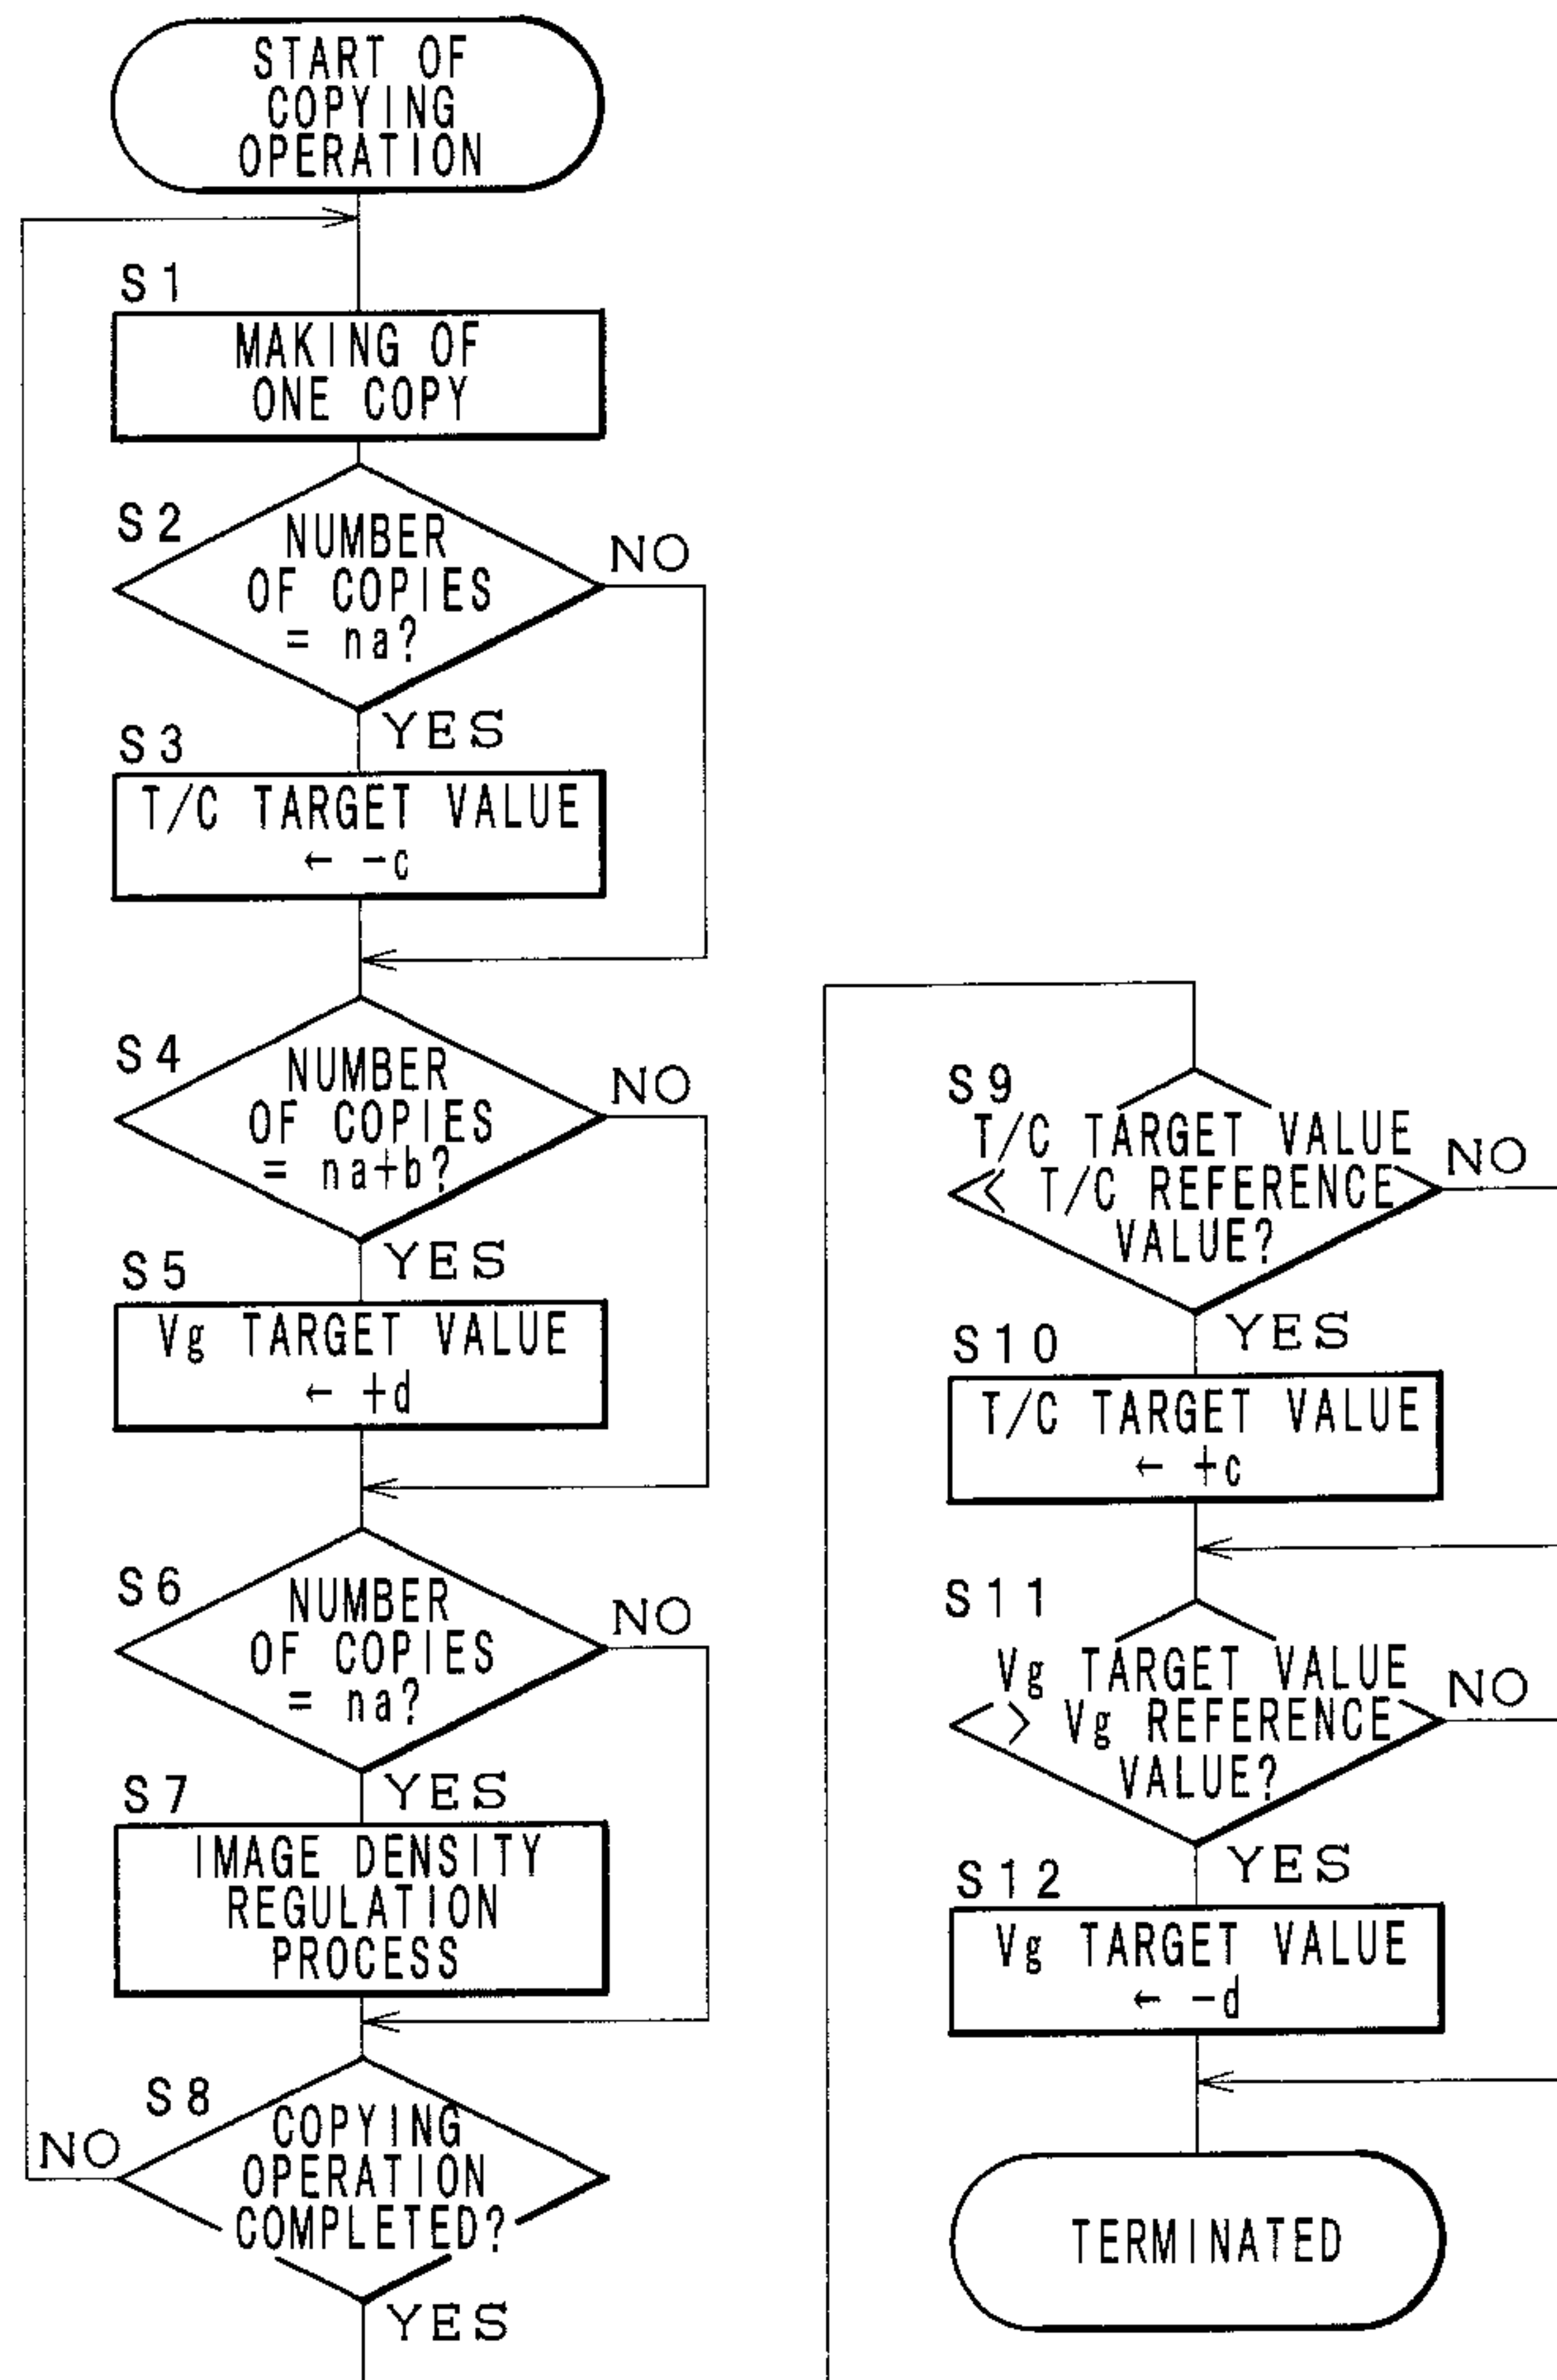 START OF
COPYING
OPERATION
S1
MAKING OF
ONE COPY
S2
NUMBER
OF COPIES
= na?
NO
YES
S3
T/C TARGET VALUE
← -c
S4
NUMBER
OF COPIES
= na+b?
NO
YES
S5
Vg TARGET VALUE
← +d
S6
NUMBER
OF COPIES
= na?
NO
YES
S7
IMAGE DENSITY
REGULATION
PROCESS
S8
COPYING
OPERATION
COMPLETED?
NO
YES
S9
T/C TARGET VALUE
< T/C REFERENCE
VALUE?
NO
YES
S10
T/C TARGET VALUE
← +c
S11
Vg TARGET VALUE
> Vg REFERENCE
VALUE?
NO
YES
S12
Vg TARGET VALUE
← -d
TERMINATED